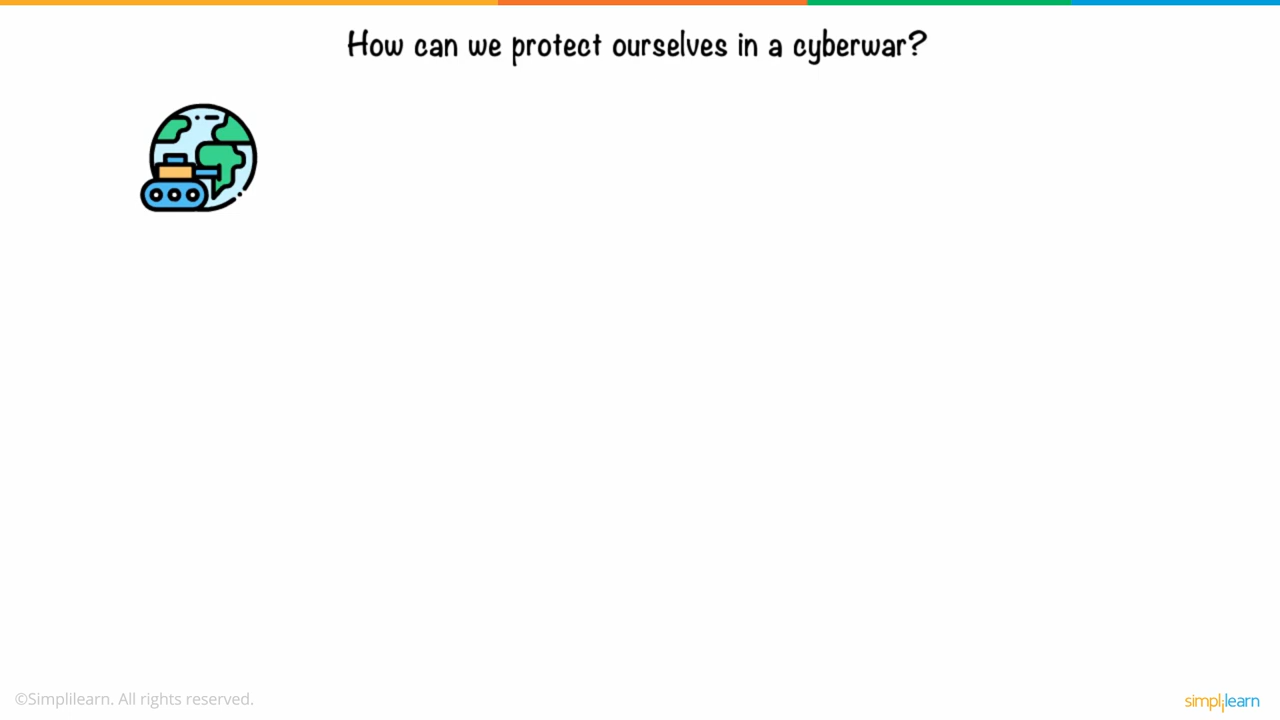 How can we protect ourselves in a cyberwar?
©Simplilearn. All rights reserved.
simplilearn